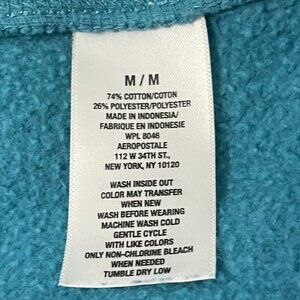 M / M
74% COTTON/COTON
26% POLYESTER/POLYESTER
MADE IN INDONESIA/
FABRIQUE EN INDONESIE
WPL 8046
AEROPOSTALE
112 W 34TH ST.,
NEW YORK, NY 10120
WASH INSIDE OUT
COLOR MAY TRANSFER
WHEN NEW
WASH BEFORE WEARING
MACHINE WASH COLD
GENTLE CYCLE
WITH LIKE COLORS
ONLY NON-CHLORINE BLEACH
WHEN NEEDED
TUMBLE DRY LOW